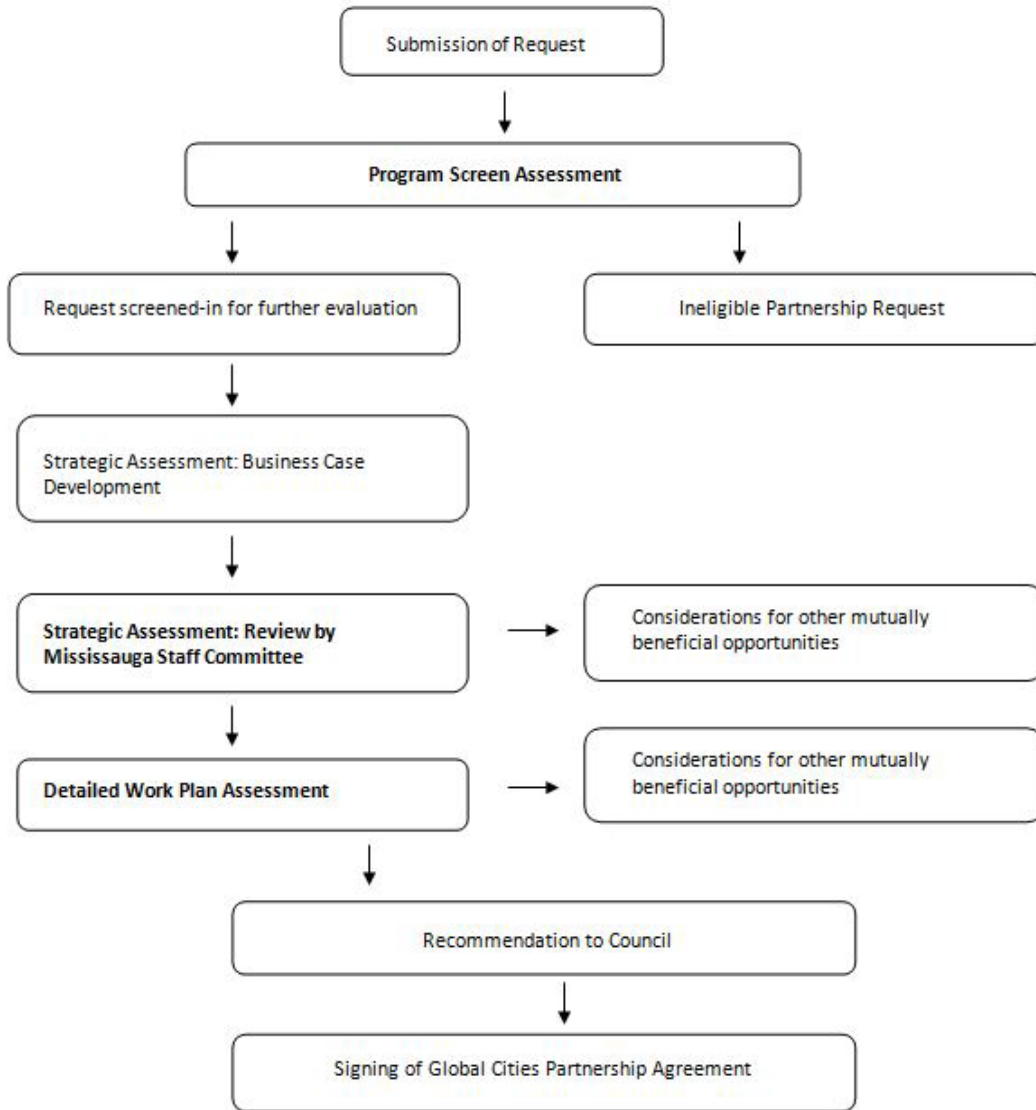 Submission of Request
Program Screen Assessment
Request screened-in for further evaluation
Ineligible Partnership Request
Strategic Assessment: Business Case
Development
Strategic Assessment: Review by
Mississauga Staff Committee
Considerations for other mutually
beneficial opportunities
Detailed Work Plan Assessment
Considerations for other mutually
beneficial opportunities
Recommendation to Council
Signing of Global Cities Partnership Agreement